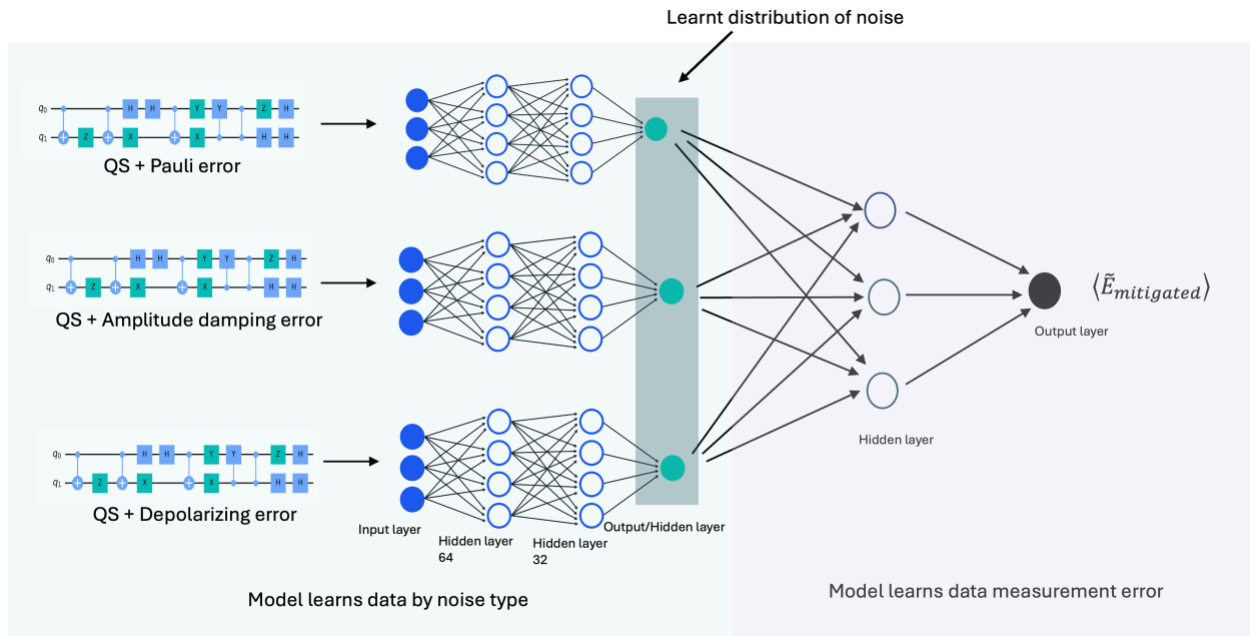 Learnt distribution of noise
q₀ H H Y Y Z H
q₁ Z X X H H
QS + Pauli error
q₀ H H Y Y Z H
q₁ Z X X H H
QS + Amplitude damping error
q₀ H H Y Y Z H
q₁ Z X X H H
QS + Depolarizing error
Input layer
Hidden layer
64
Hidden layer
32
Output/Hidden layer
Model learns data by noise type
Hidden layer
Output layer
⟨Ẽmitigated⟩
Model learns data measurement error